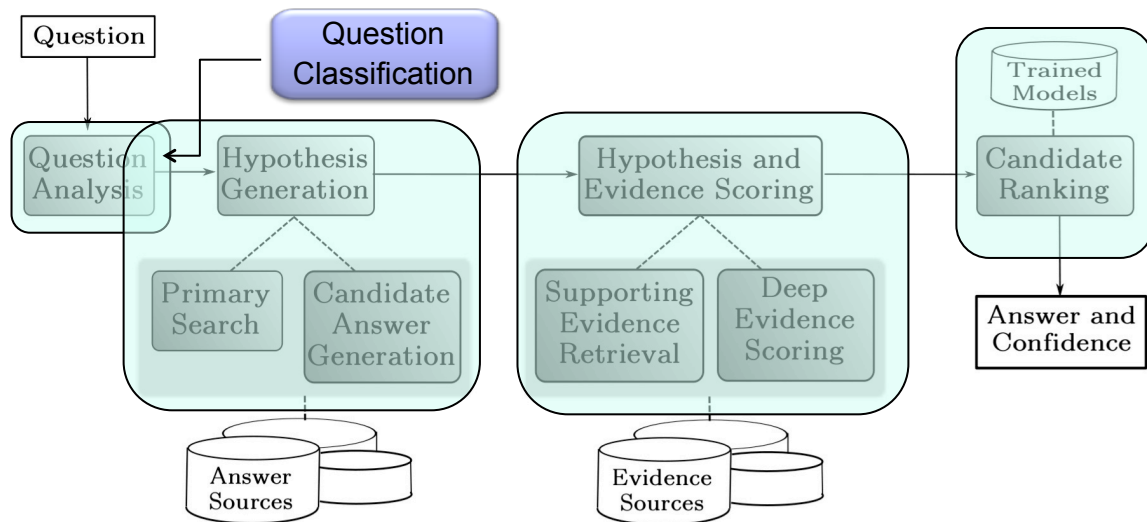 Question
Question
Classification
Trained
Models
Question
Analysis
Hypothesis
Generation
Hypothesis and
Evidence Scoring
Candidate
Ranking
Primary
Search
Candidate
Answer
Generation
Supporting
Evidence
Retrieval
Deep
Evidence
Scoring
Answer and
Confidence
Answer
Sources
Evidence
Sources